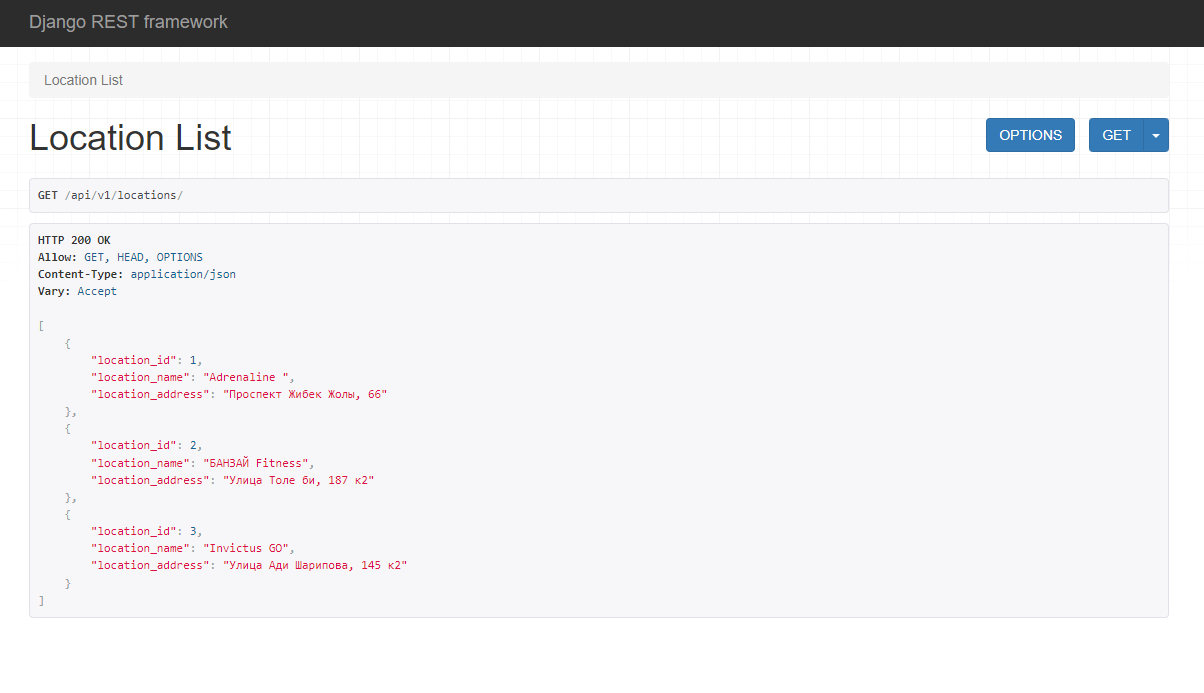 Django REST framework
Location List
Location List
OPTIONS
GET
GET /api/v1/locations/
HTTP 200 OK
Allow: GET, HEAD, OPTIONS
Content-Type: application/json
Vary: Accept
[
    {
        "location_id": 1,
        "location_name": "Adrenaline ",
        "location_address": "Проспект Жибек Жолы, 66"
    },
    {
        "location_id": 2,
        "location_name": "БАНЗАЙ Fitness",
        "location_address": "Улица Толе би, 187 к2"
    },
    {
        "location_id": 3,
        "location_name": "Invictus GO",
        "location_address": "Улица Ади Шарипова, 145 к2"
    }
]